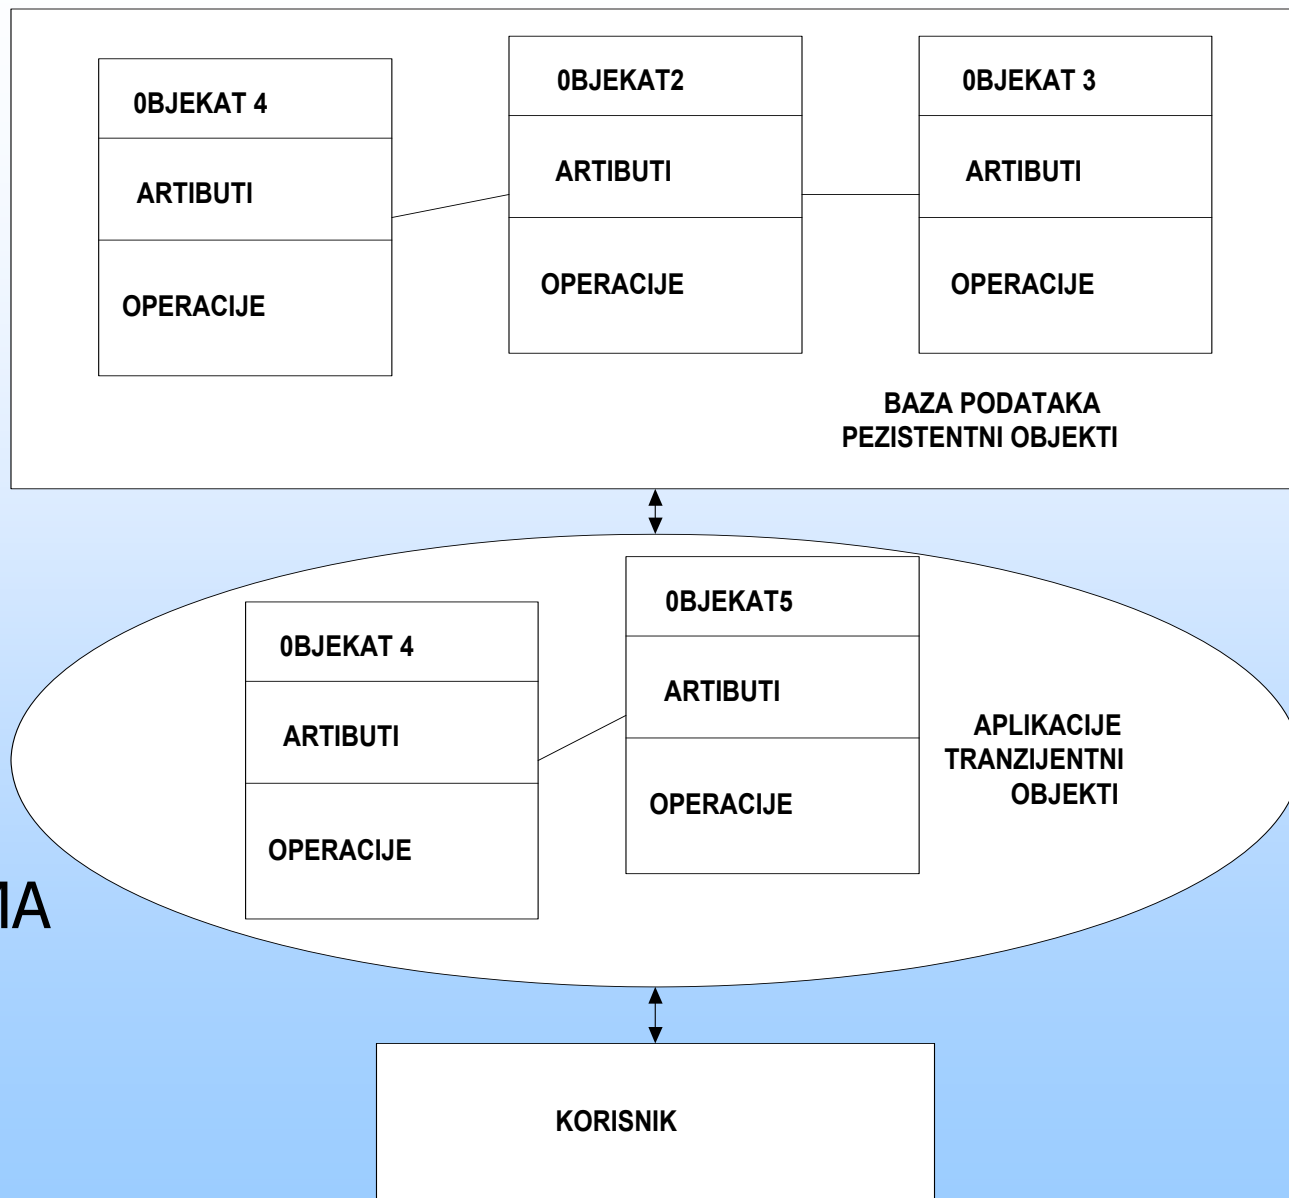 0BJEKAT 4
ARTIBUTI
OPERACIJE
0BJEKAT2
ARTIBUTI
OPERACIJE
0BJEKAT 3
ARTIBUTI
OPERACIJE
BAZA PODATAKA
PEZISTENTNI OBJEKTI
0BJEKAT 4
ARTIBUTI
OPERACIJE
0BJEKAT5
ARTIBUTI
OPERACIJE
APLIKACIJE
TRANZIJENTNI
OBJEKTI
KORISNIK